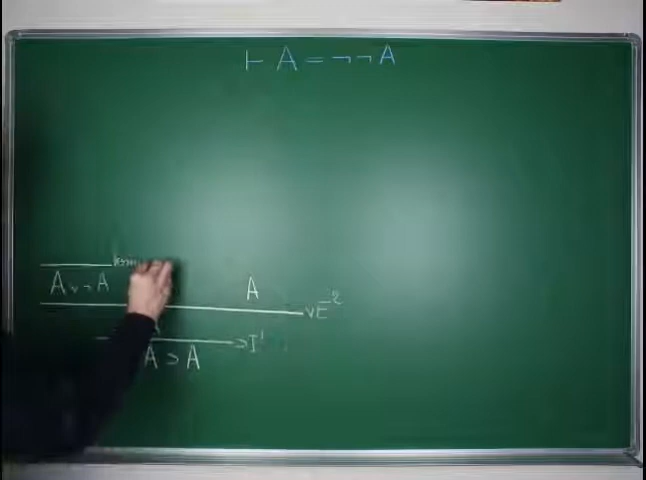 ⊢ A = ¬¬A
A ∨ ¬A
A
∨E²
⊃I¹
A ⊃ A